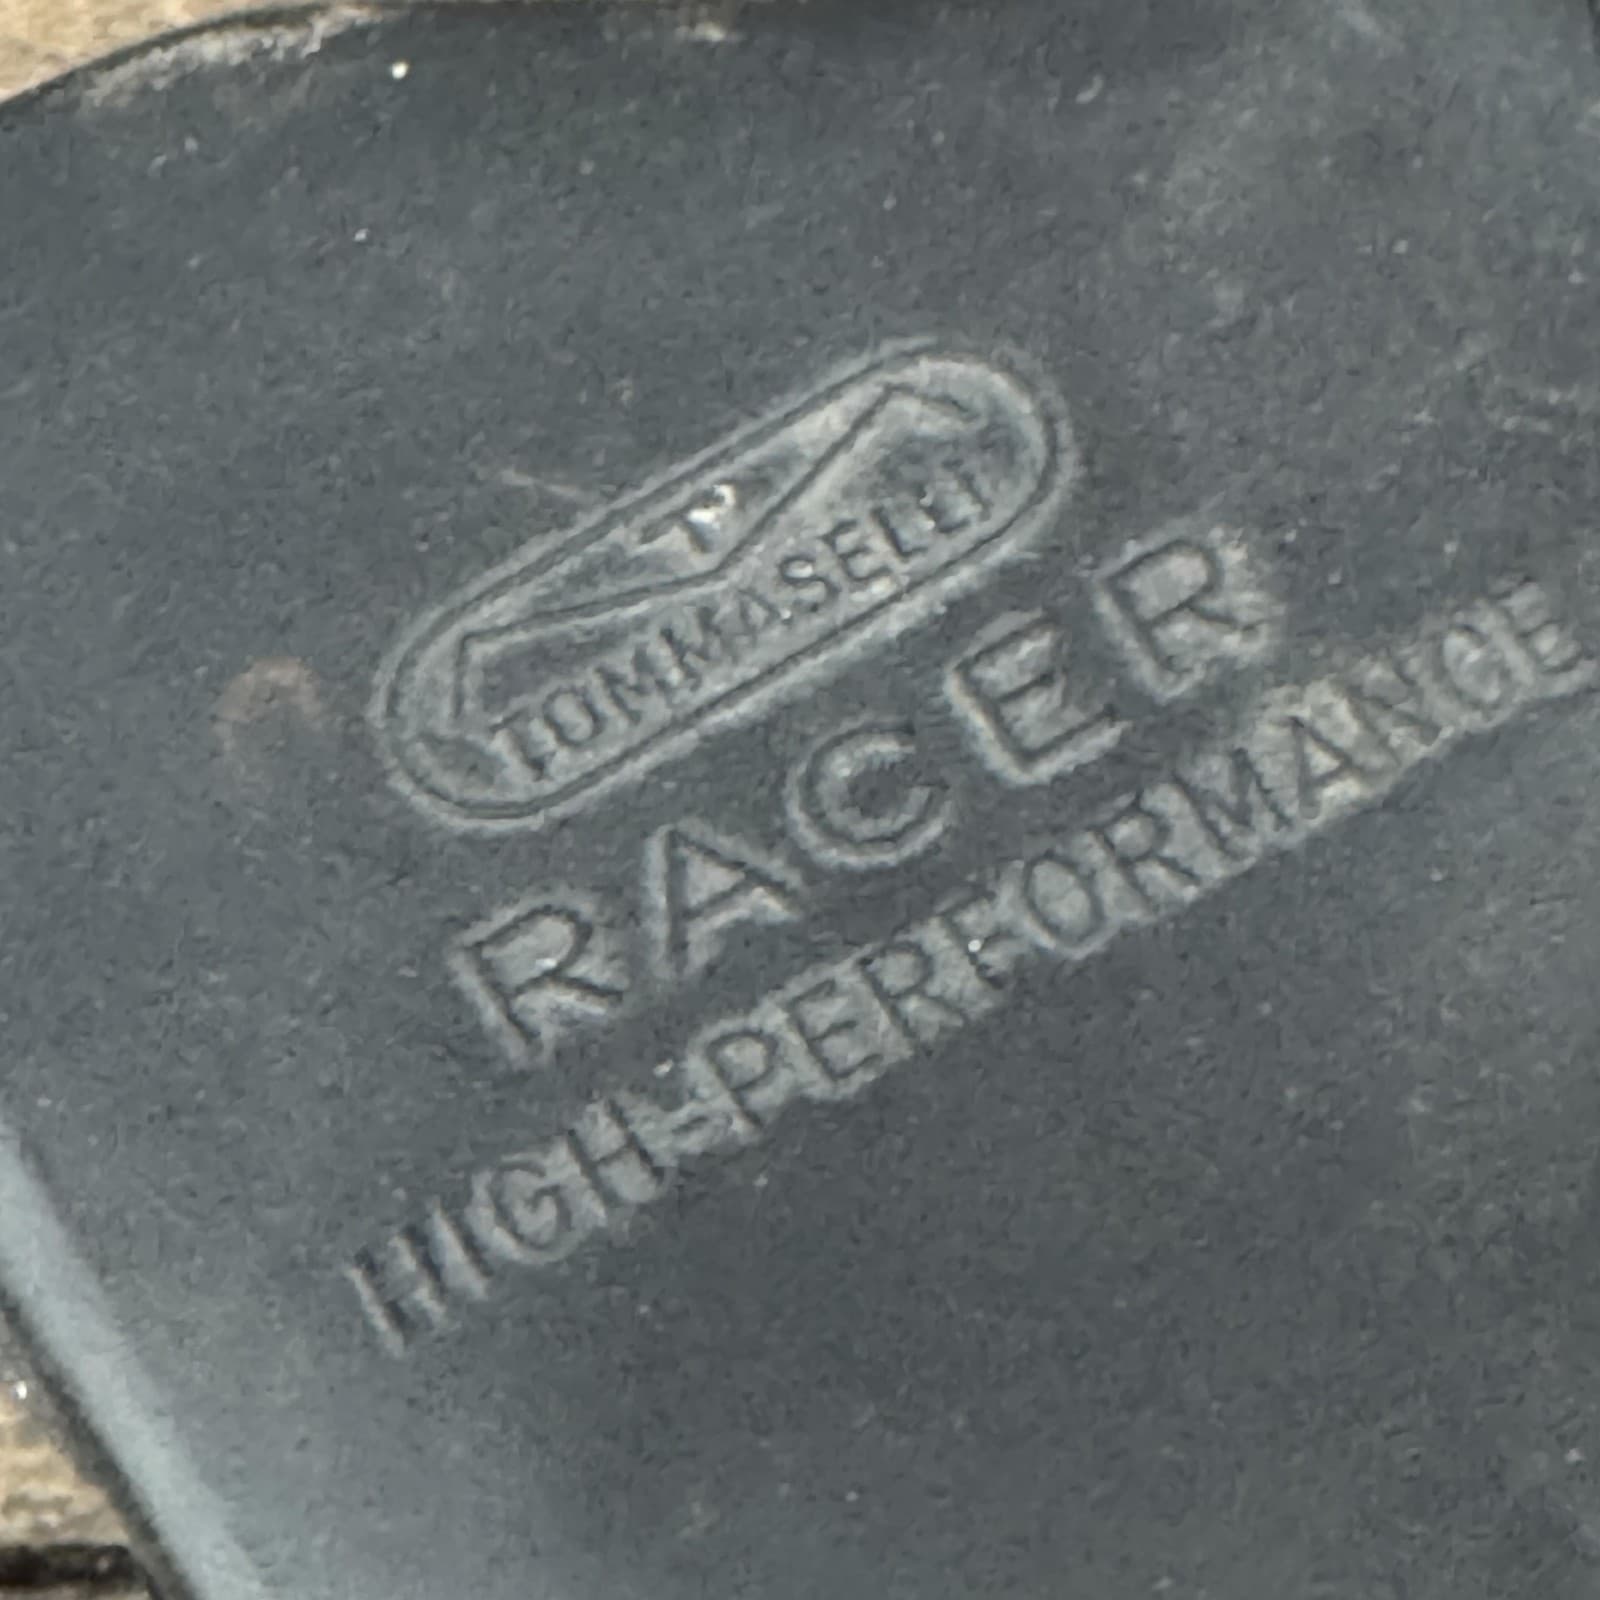 T
TOMMASELLI
RACER
HIGH-PERFORMANCE